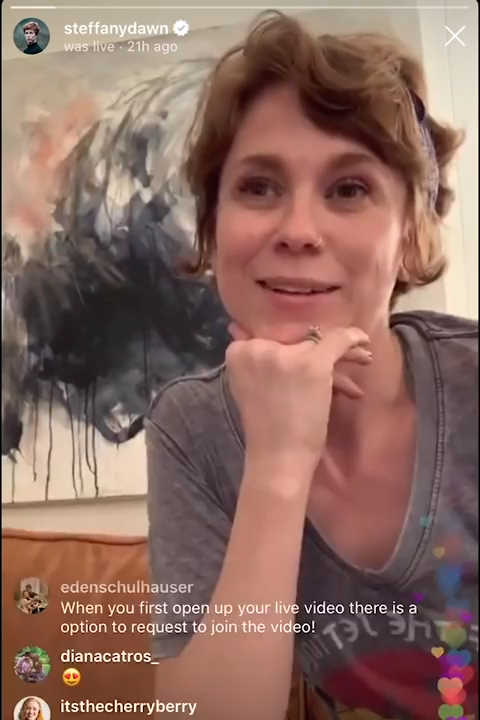 steffanydawn
was live · 21h ago
edenschulhauser
When you first open up your live video there is a
option to request to join the video!
dianacatros_
😍
itsthecherryberry